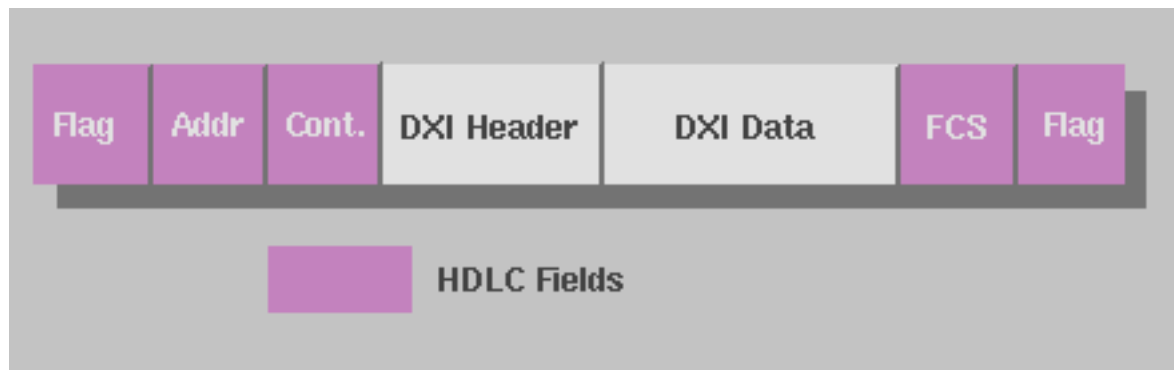 Flag Addr Cont. DXI Header DXI Data FCS Flag
HDLC Fields